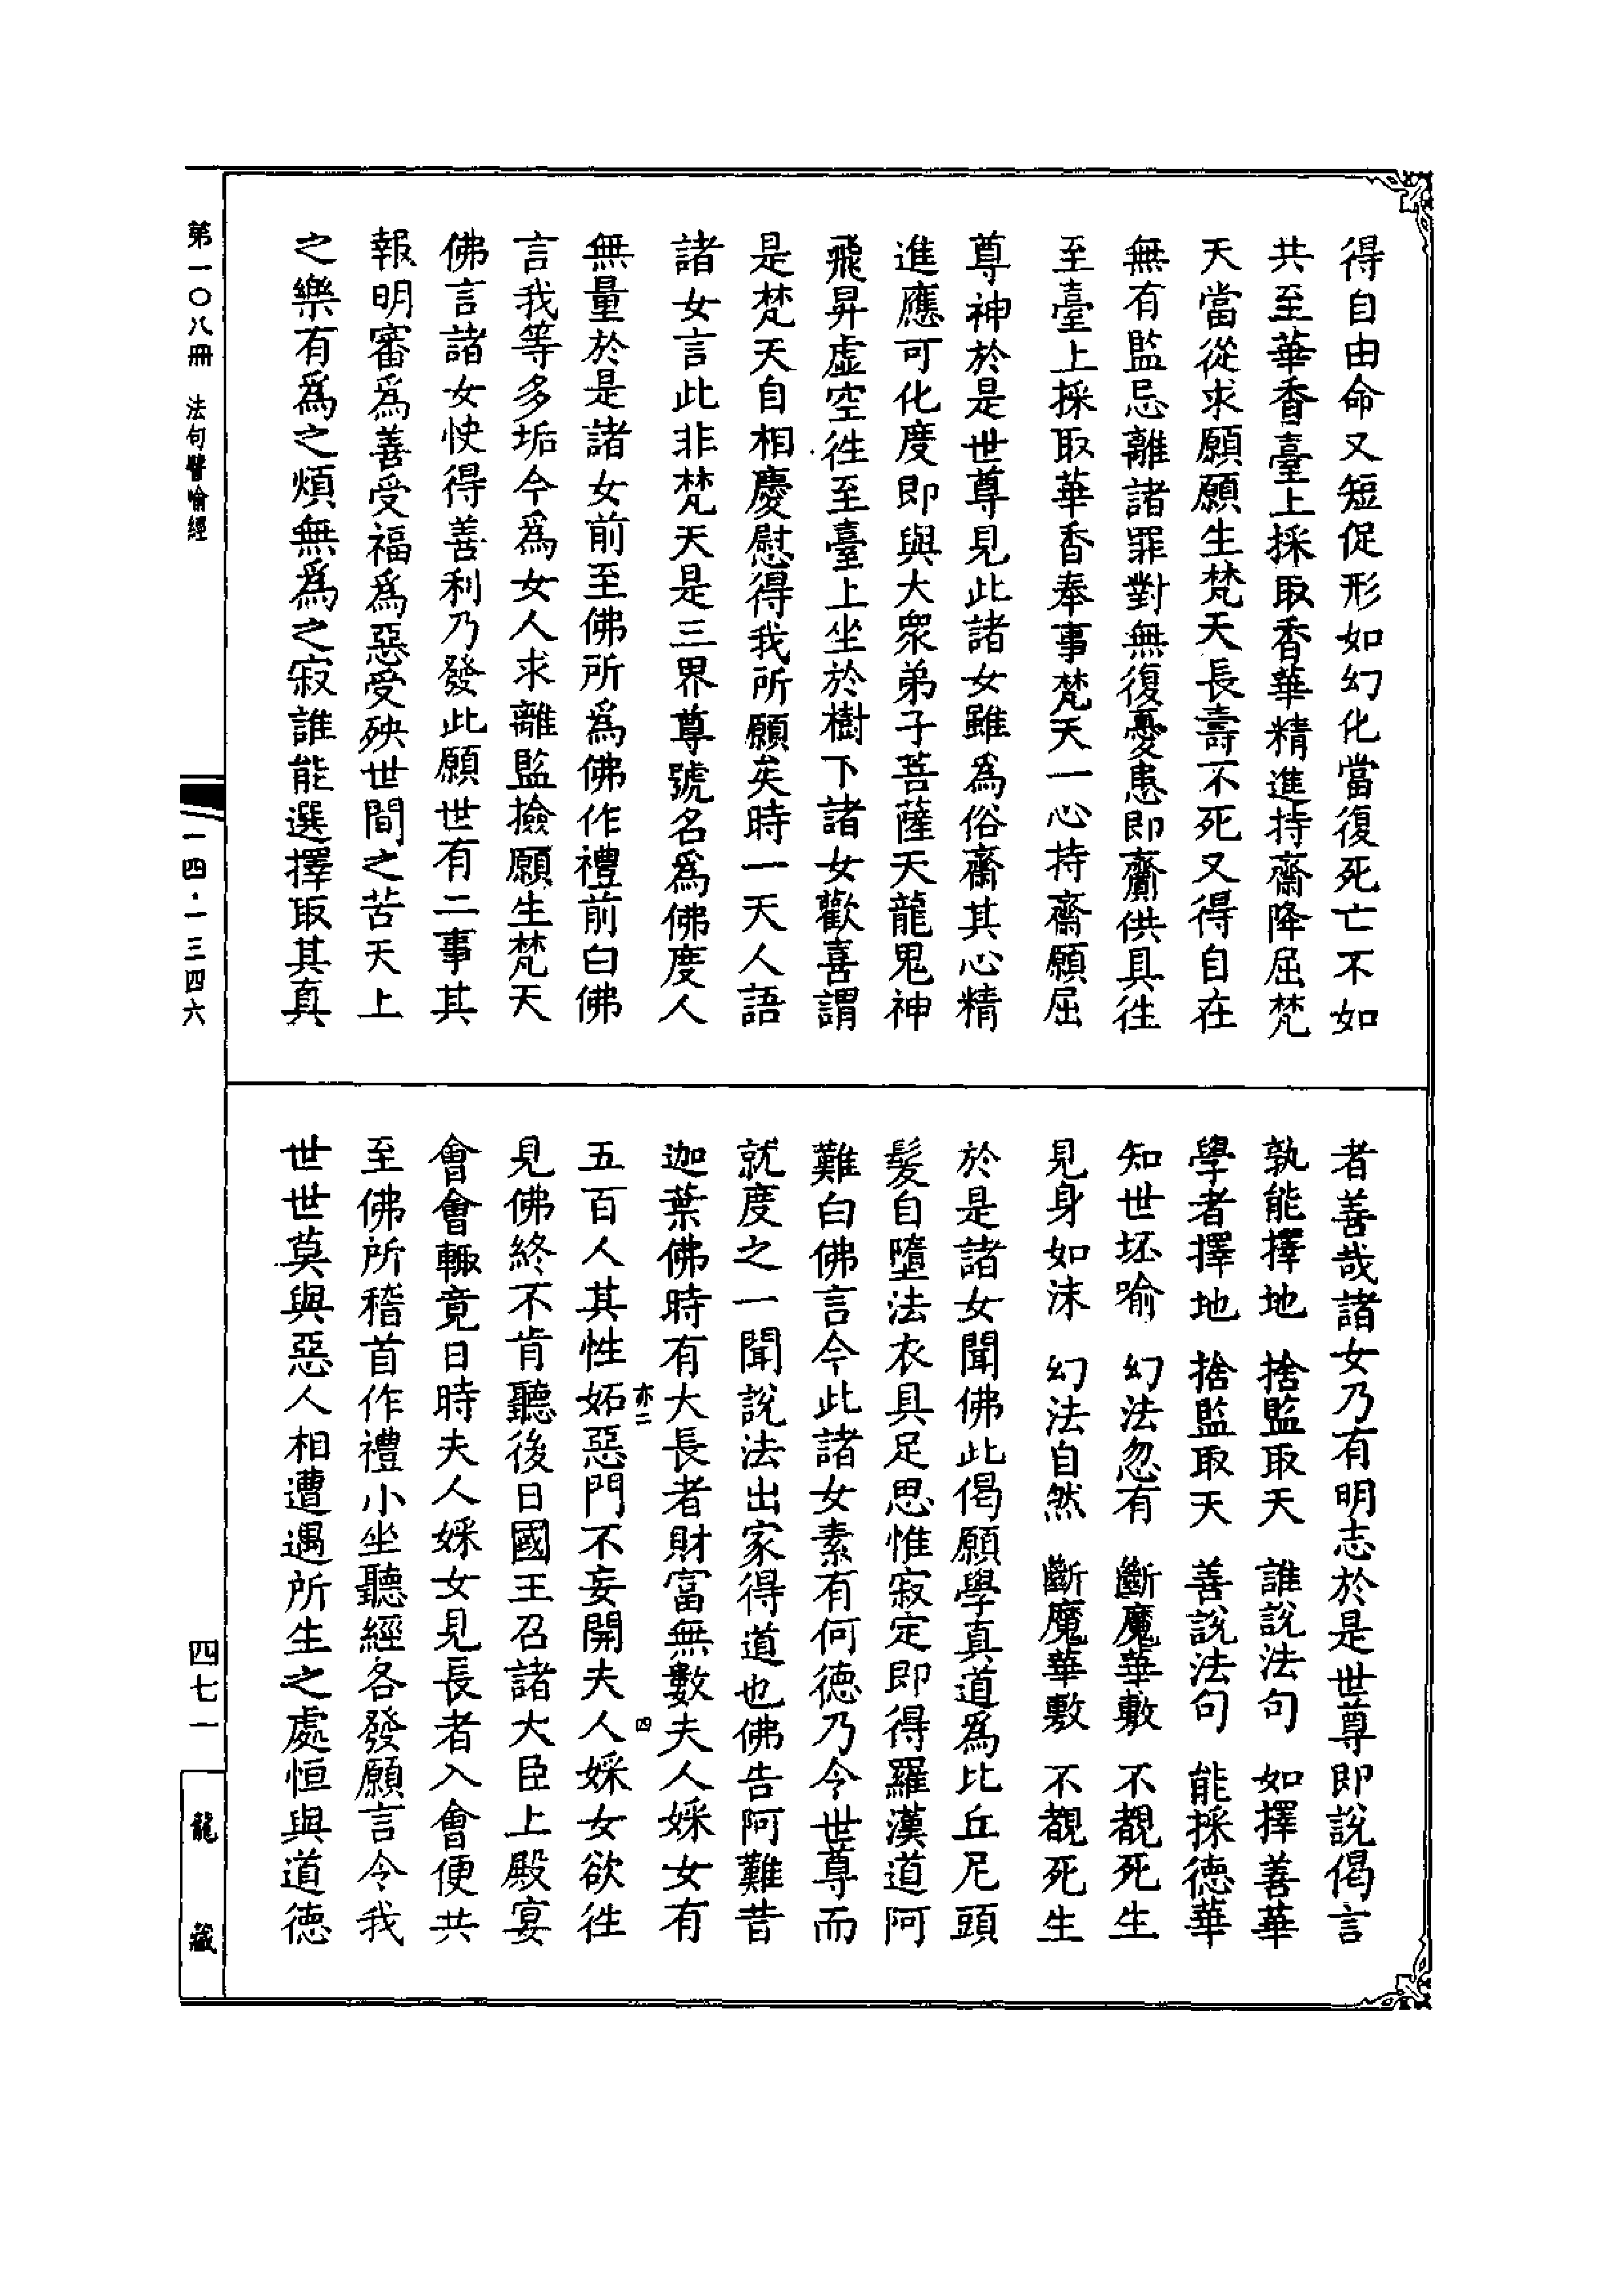 得自由命又短促形如幻化當復死亡不如
共至華香臺上採取香華精進持齋降屈梵
天當從求願願生梵天長壽不死又得自在
無有監忌離諸罪對無復憂患即齎供具徃
至臺上採取華香奉事梵天一心持齋願屈
尊神於是世尊見此諸女雖為俗齋其心精
進應可化度即與大眾弟子菩薩天龍鬼神
飛昇虛空徃至臺上坐於樹下諸女歡喜謂
是梵天自相慶慰得我所願矣時一天人語
諸女言此非梵天是三界尊號名爲佛度人
無量於是諸女前至佛所爲佛作禮前白佛
言我等多垢今爲女人求離監撿願生梵天
佛言諸女快得善利乃發此願世有二事其
報明審爲善受福爲惡受殃世間之苦天上
之樂有爲之煩無爲之寂誰能選擇取其真
者善哉諸女乃有明志於是世尊即說偈言
孰能擇地　捨監取天　誰說法句　如擇善華
學者擇地　捨監取天　善說法句　能採德華
知世坏喻　幻法忽有　斷魔華敷　不覩死生
見身如沫　幻法自然　斷魔華敷　不覩死生
於是諸女聞佛此偈願學真道爲比丘尼頭
髮自墮法衣具足思惟寂定即得羅漢道阿
難白佛言今此諸女素有何德乃令世尊而
就度之一聞說法出家得道也佛告阿難昔
迦葉佛時有大長者財富無數夫人婇女有
亦二　四
五百人其性妬惡門不妄開夫人婇女欲徃
見佛終不肯聽後日國王召諸大臣上殿宴
會會輙竟日時夫人婇女見長者入會便共
至佛所稽首作禮小坐聽經各發願言令我
世世莫與惡人相遭遇所生之處恒與道德
第一〇八冊　法句譬喻經
一四·一三四六
四七一
龍藏